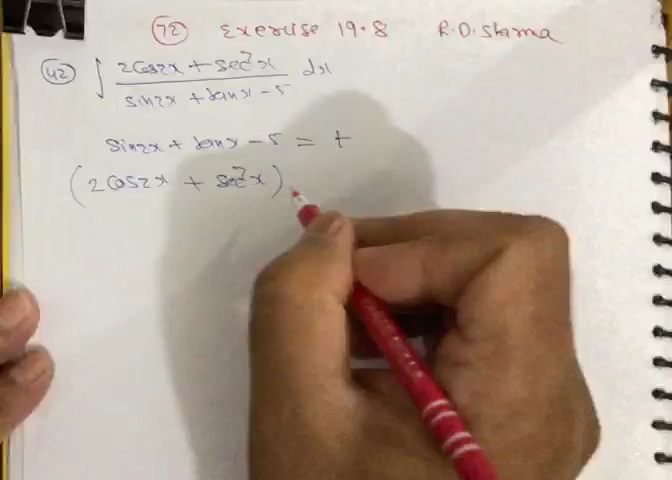 72 Exercise 19.8 R.D. Sharma
42 ∫ (2cos2x + sec²x) / (sin2x + tanx - 5) dx
sin2x + tanx - 5 = t
(2cos2x + sec²x)